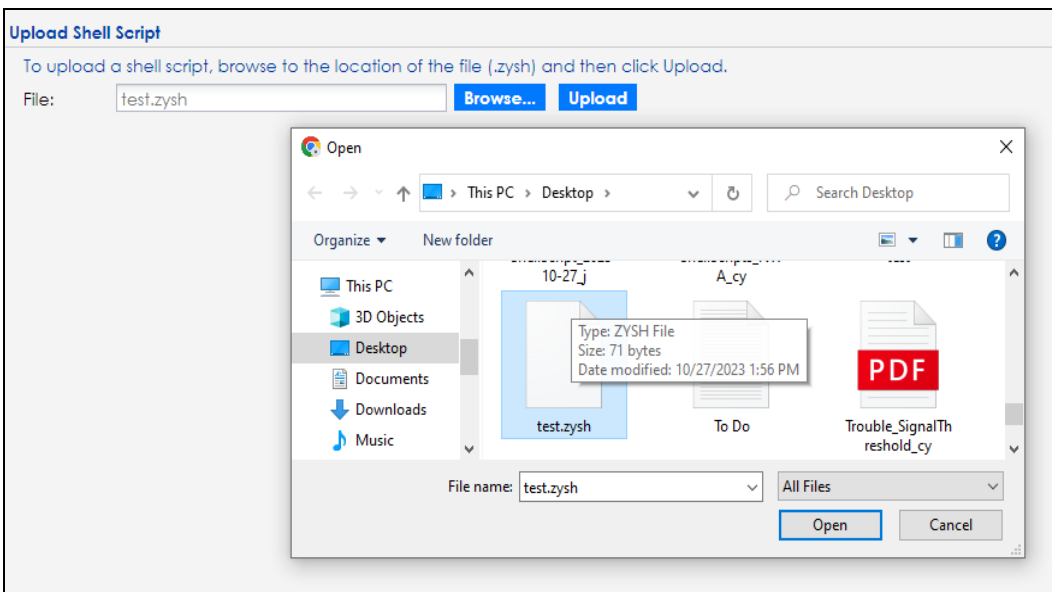 Upload Shell Script
To upload a shell script, browse to the location of the file (.zysh) and then click Upload.
File: test.zysh Browse... Upload
Open
This PC > Desktop >
Search Desktop
Organize New folder
This PC
3D Objects
Desktop
Documents
Downloads
Music
10-27_j
A_cy
Type: ZYSH File
Size: 71 bytes
Date modified: 10/27/2023 1:56 PM
PDF
test.zysh
To Do
Trouble_SignalTh
reshold_cy
File name: test.zysh
All Files
Open Cancel